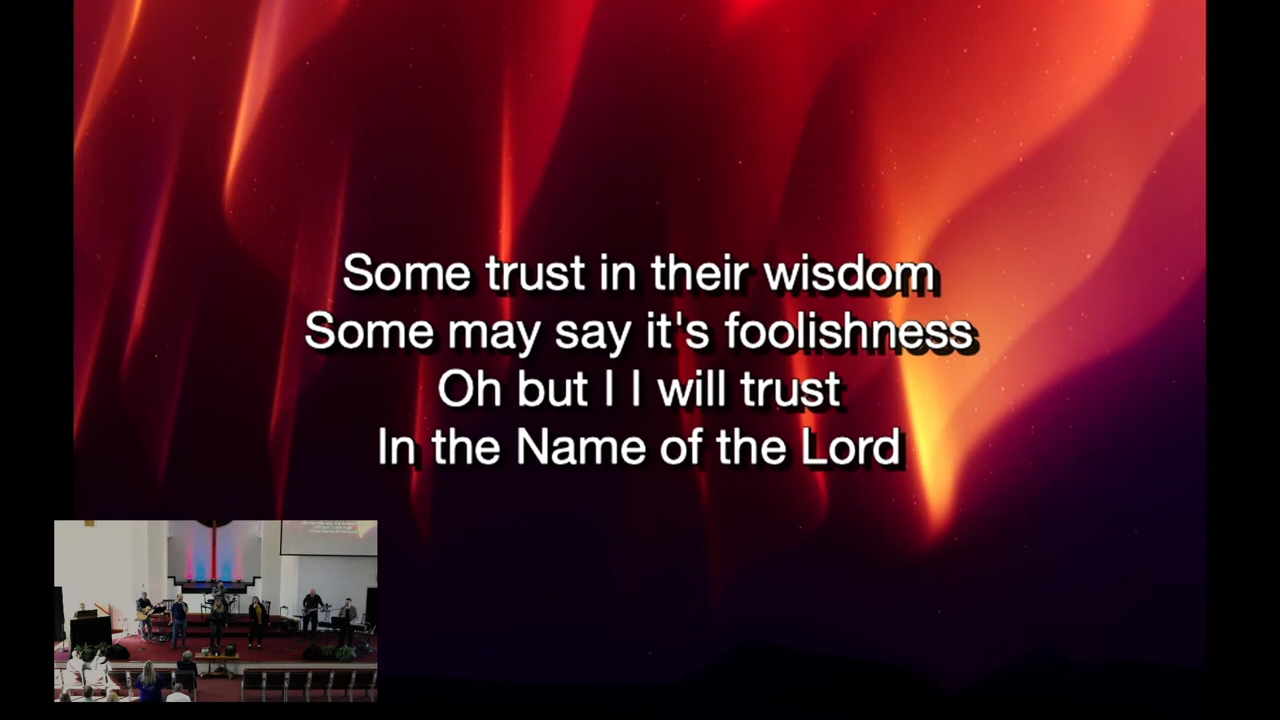 Some trust in their wisdom
Some may say it's foolishness
Oh but I I will trust
In the Name of the Lord